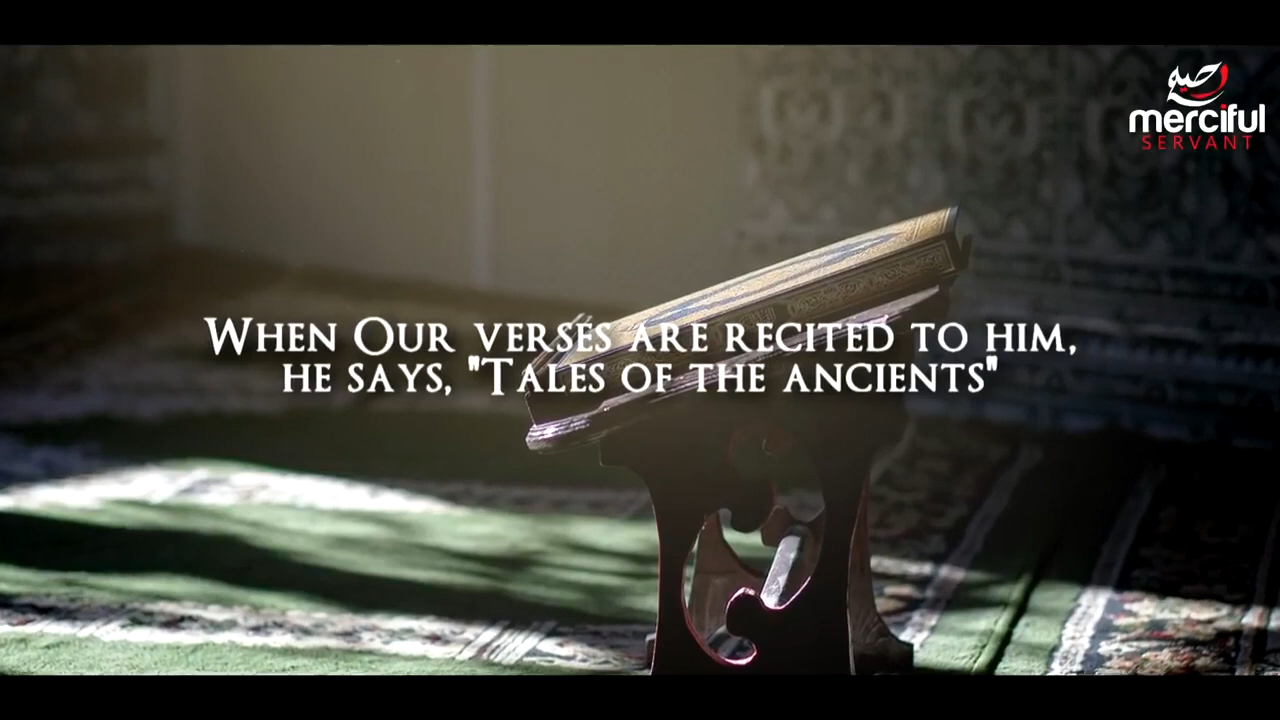 merciful
SERVANT
When Our verses are recited to him,
he says, "Tales of the ancients"